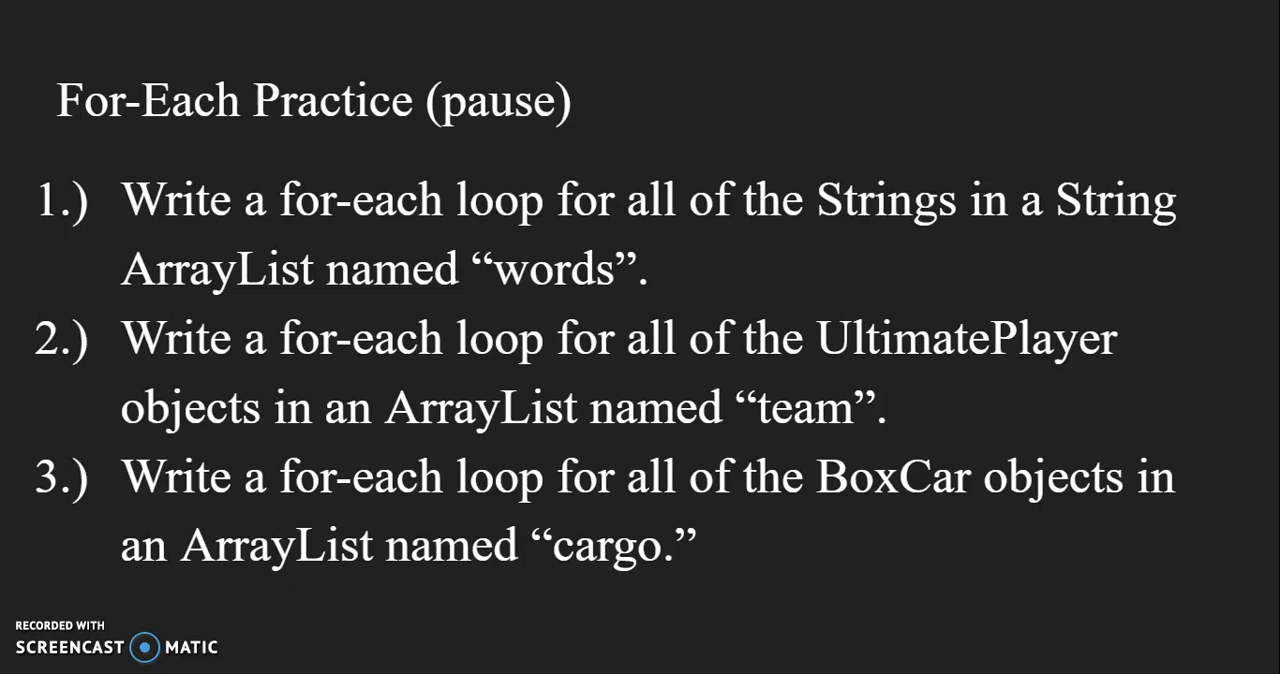 For-Each Practice (pause)
1.) Write a for-each loop for all of the Strings in a String
ArrayList named “words”.
2.) Write a for-each loop for all of the UltimatePlayer
objects in an ArrayList named “team”.
3.) Write a for-each loop for all of the BoxCar objects in
an ArrayList named “cargo.”
RECORDED WITH
SCREENCAST MATIC